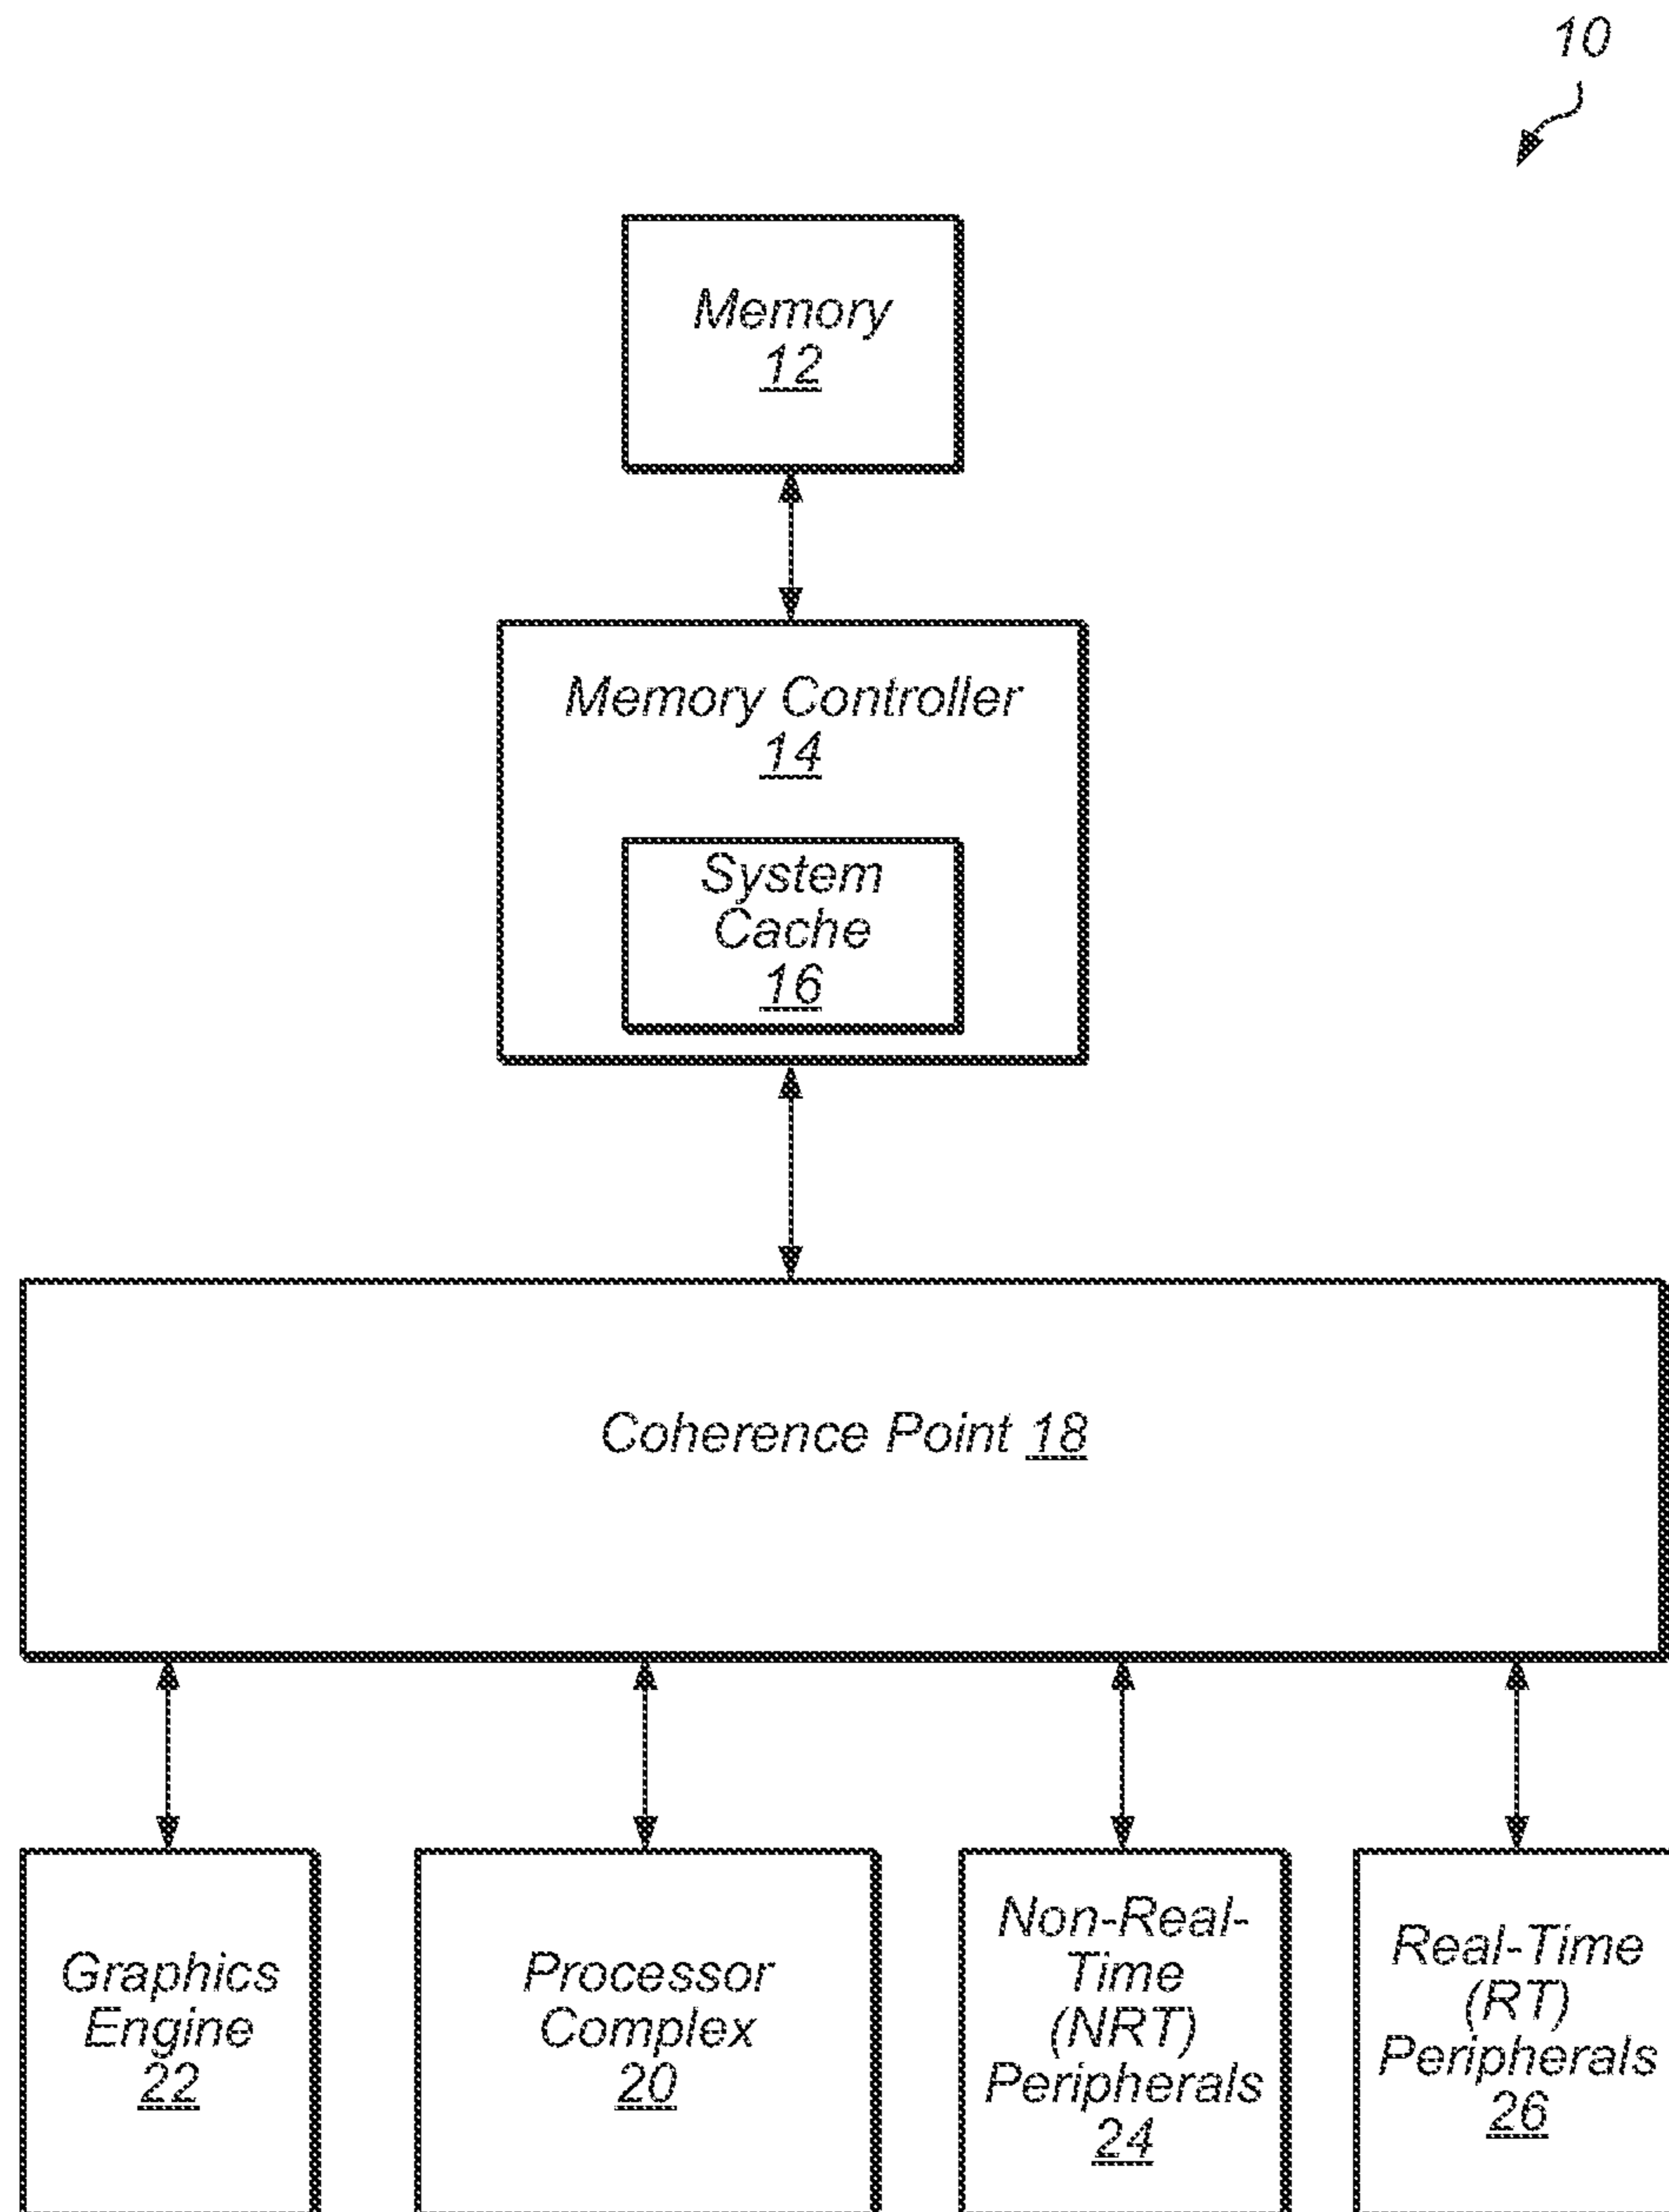 10
Memory
12
Memory Controller
14
System
Cache
16
Coherence Point 18
Graphics
Engine
22
Processor
Complex
20
Non-Real-
Time
(NRT)
Peripherals
24
Real-Time
(RT)
Peripherals
26